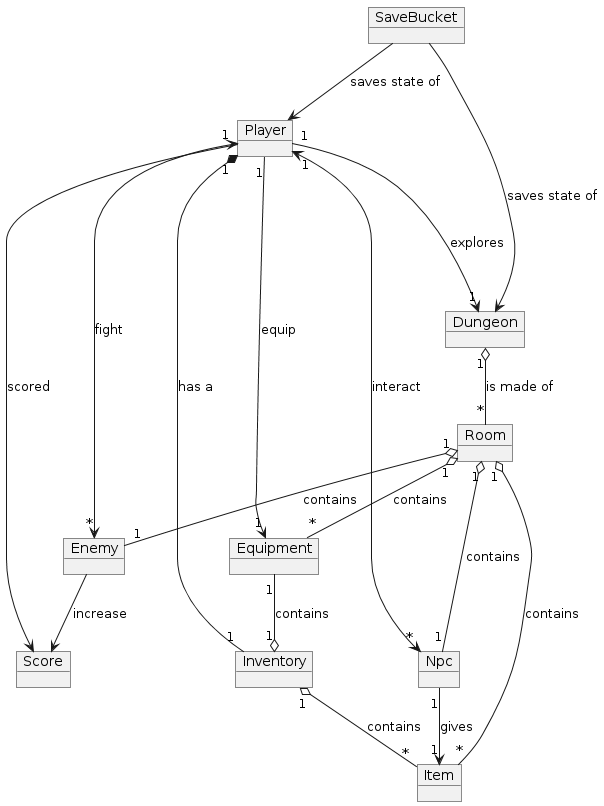 SaveBucket
saves state of
1 Player 1
1 1 1
saves state of
explores
1
Dungeon
1
fight
equip
scored
has a
interact
is made of
*
Room
1
1 1 1
contains
contains
* 1 1 *
Enemy
Equipment
contains
1
increase
contains
contains
1 1 * 1
Score
Inventory
Npc
1 1
contains
gives
* 1 *
Item